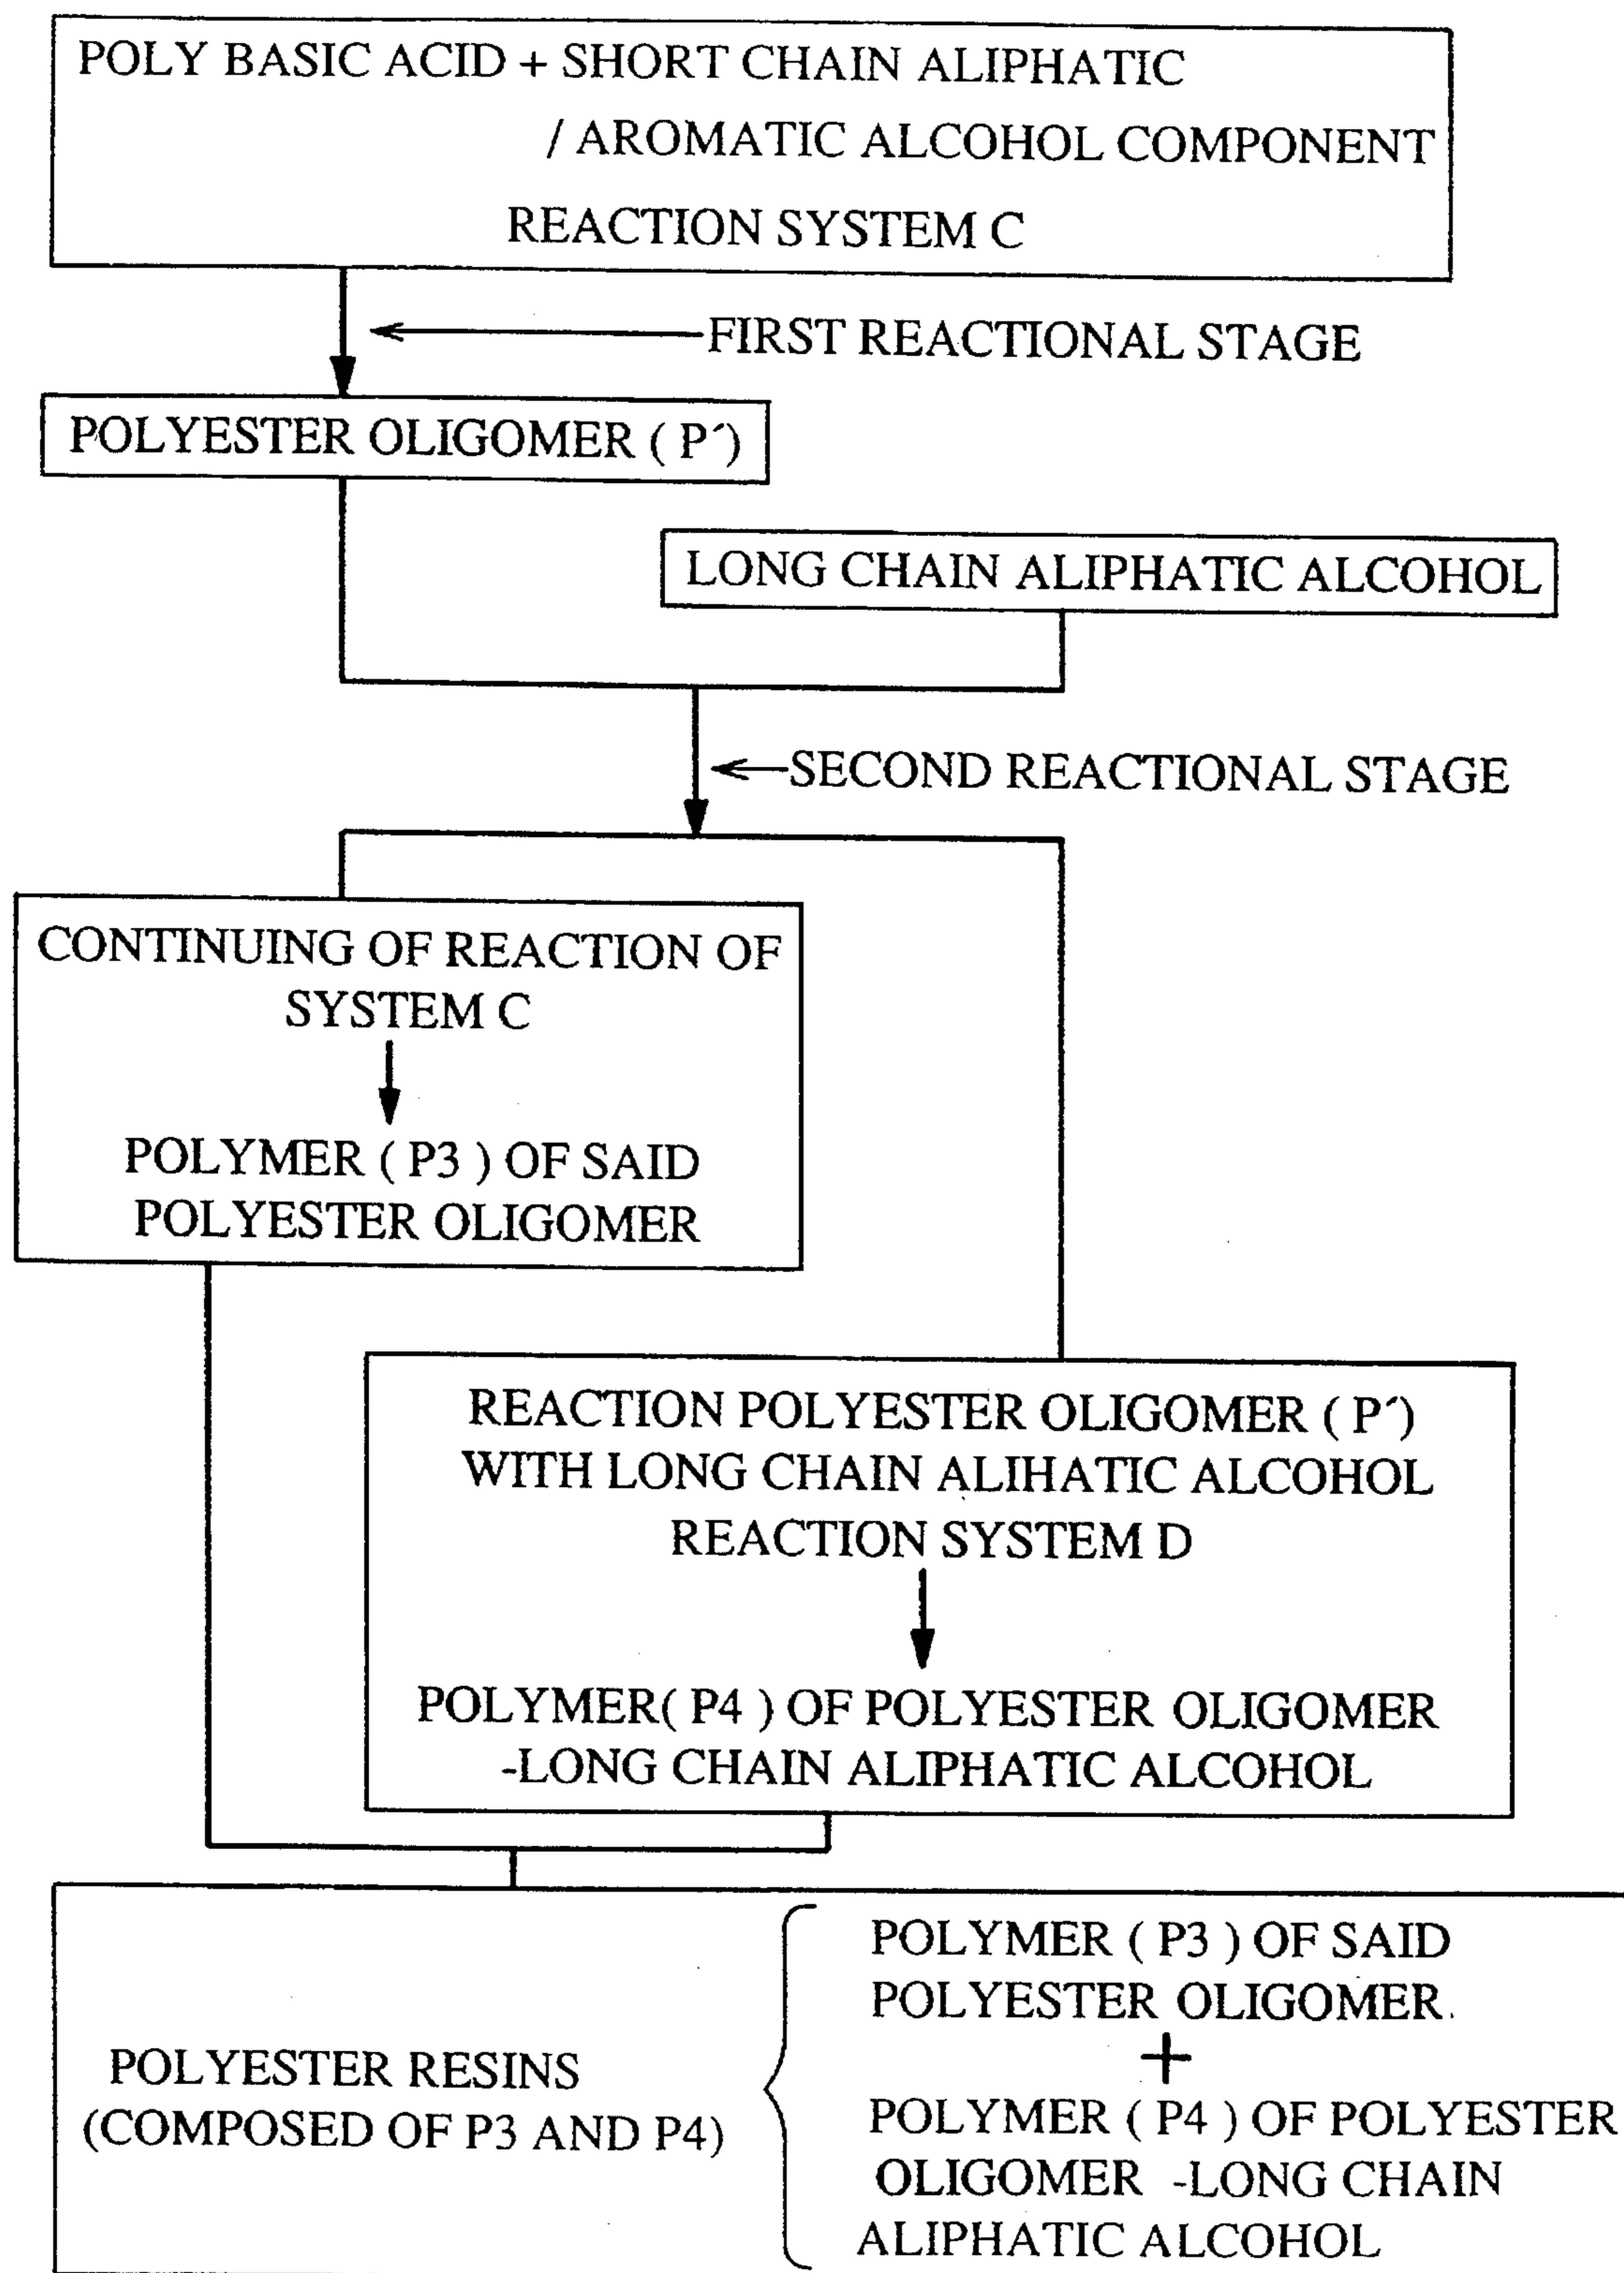 POLY BASIC ACID + SHORT CHAIN ALIPHATIC
/ AROMATIC ALCOHOL COMPONENT
REACTION SYSTEM C
FIRST REACTIONAL STAGE
POLYESTER OLIGOMER ( P´)
LONG CHAIN ALIPHATIC ALCOHOL
SECOND REACTIONAL STAGE
CONTINUING OF REACTION OF
SYSTEM C
POLYMER ( P3 ) OF SAID
POLYESTER OLIGOMER
REACTION POLYESTER OLIGOMER ( P´)
WITH LONG CHAIN ALIHATIC ALCOHOL
REACTION SYSTEM D
POLYMER( P4 ) OF POLYESTER OLIGOMER
-LONG CHAIN ALIPHATIC ALCOHOL
POLYESTER RESINS
(COMPOSED OF P3 AND P4)
POLYMER ( P3 ) OF SAID
POLYESTER OLIGOMER
+
POLYMER ( P4 ) OF POLYESTER
OLIGOMER -LONG CHAIN
ALIPHATIC ALCOHOL